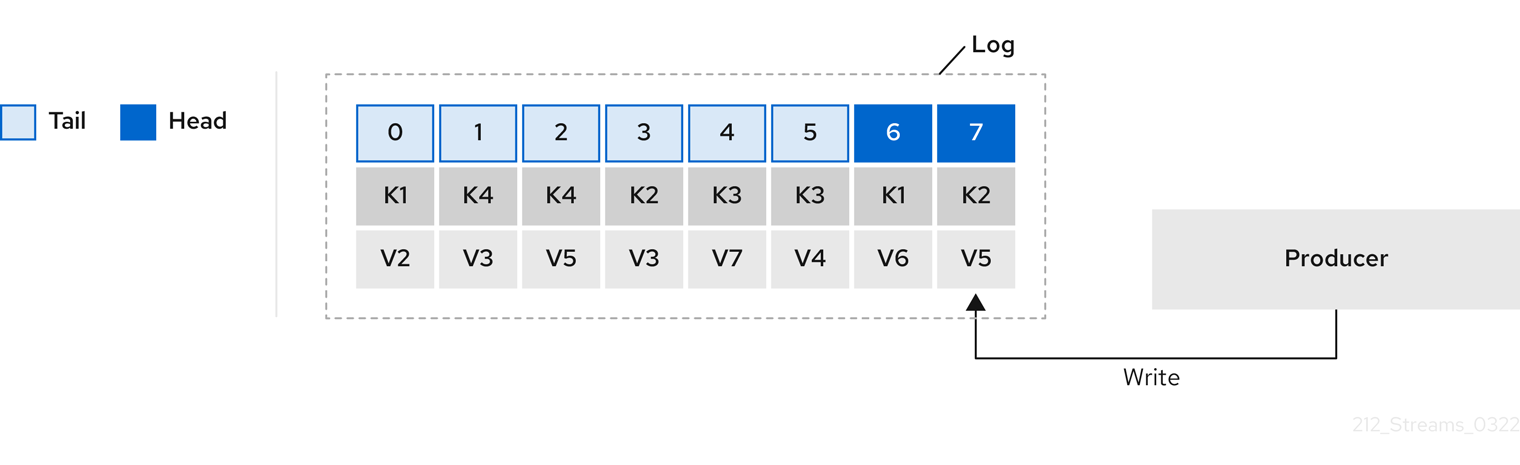 Log
Tail Head
0 1 2 3 4 5 6 7
K1 K4 K4 K2 K3 K3 K1 K2
V2 V3 V5 V3 V7 V4 V6 V5
Producer
Write
212_Streams_0322